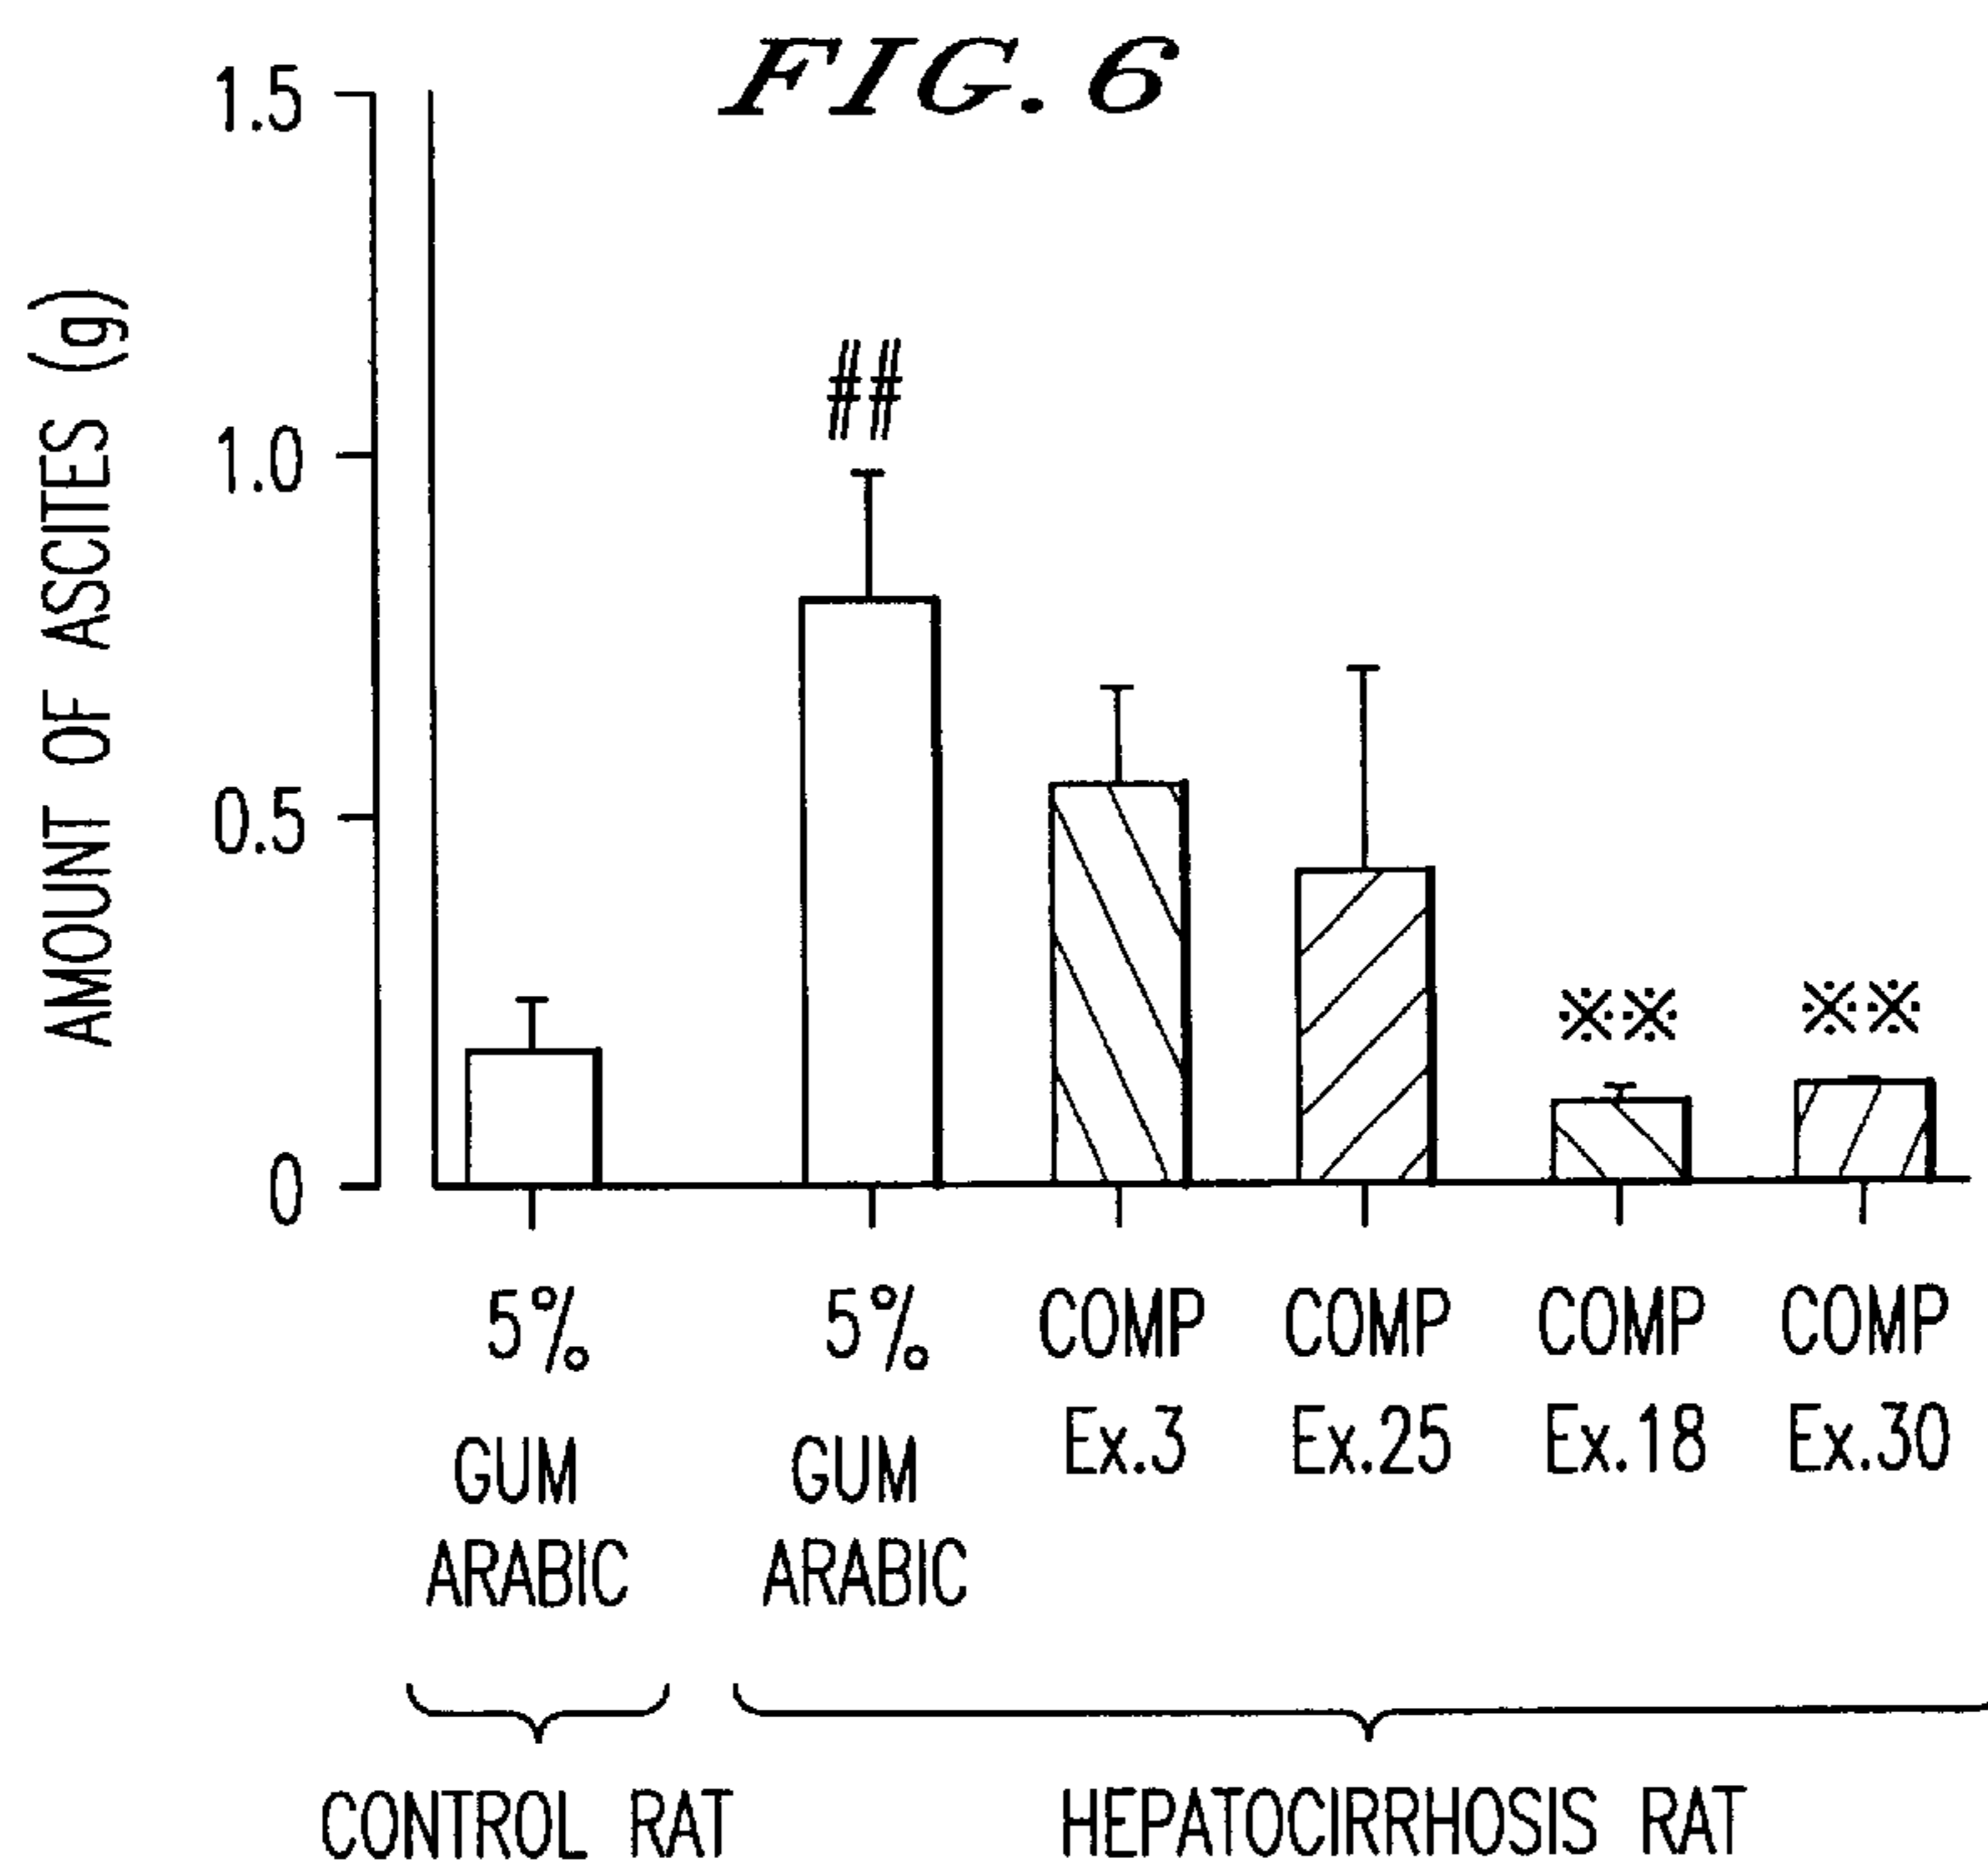 FIG. 6
AMOUNT OF ASCITES (g)
1.5
1.0
0.5
0
##
※※
※※
5%
GUM
ARABIC
5%
GUM
ARABIC
COMP
Ex.3
COMP
Ex.25
COMP
Ex.18
COMP
Ex.30
CONTROL RAT
HEPATOCIRRHOSIS RAT